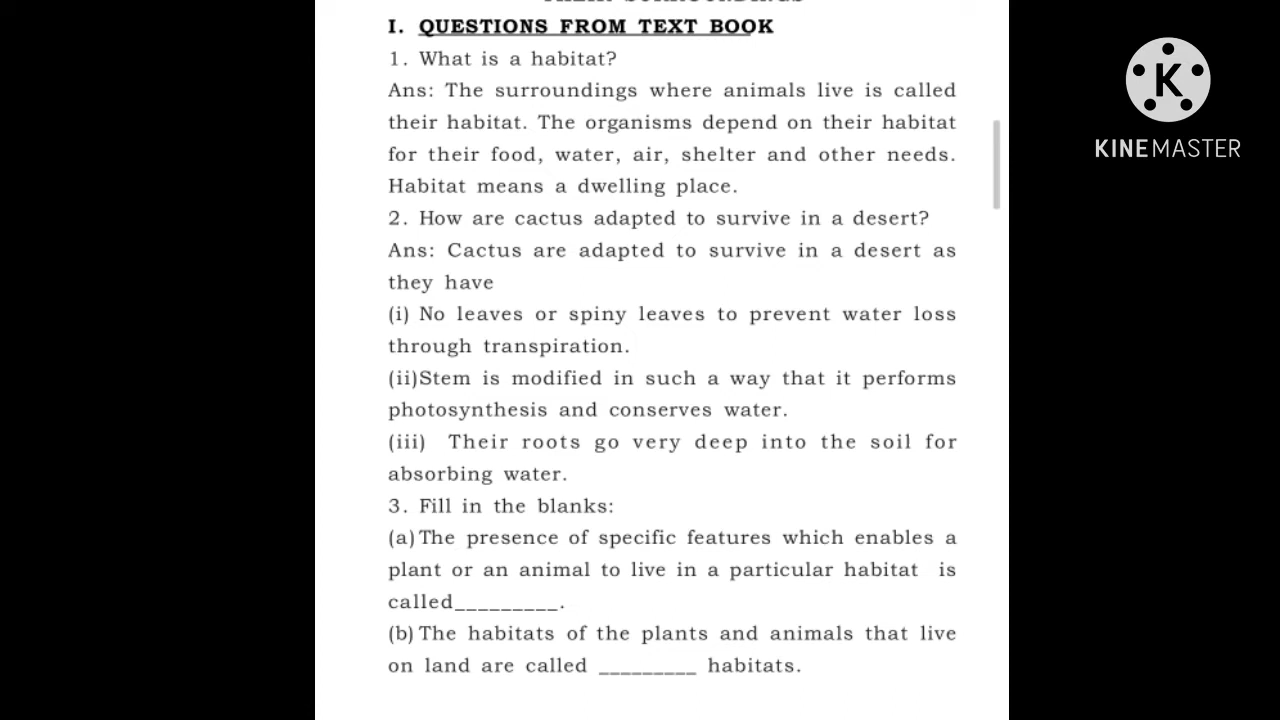 I. QUESTIONS FROM TEXT BOOK
1. What is a habitat?
Ans: The surroundings where animals live is called
their habitat. The organisms depend on their habitat
for their food, water, air, shelter and other needs.
Habitat means a dwelling place.
2. How are cactus adapted to survive in a desert?
Ans: Cactus are adapted to survive in a desert as
they have
(i) No leaves or spiny leaves to prevent water loss
through transpiration.
(ii)Stem is modified in such a way that it performs
photosynthesis and conserves water.
(iii) Their roots go very deep into the soil for
absorbing water.
3. Fill in the blanks:
(a)The presence of specific features which enables a
plant or an animal to live in a particular habitat is
called_________.
(b)The habitats of the plants and animals that live
on land are called _________ habitats.
K
KINEMASTER